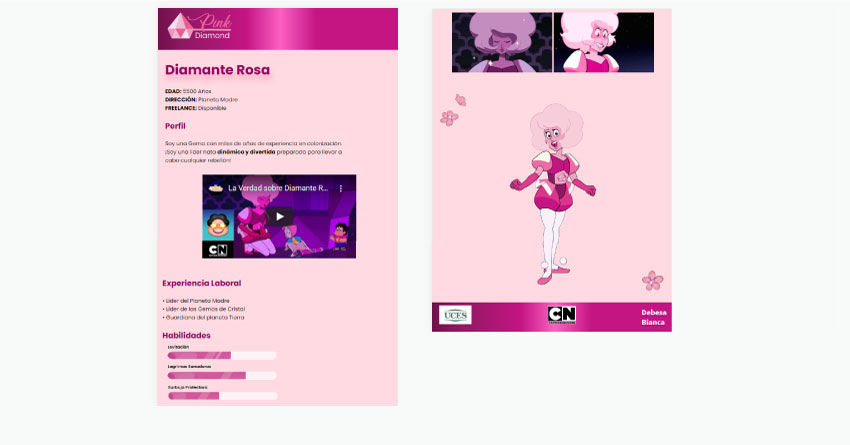 Pink
Diamond
Diamante Rosa
EDAD: 5500 Años
DIRECCIÓN: Planeta Madre
FREELANCE: Disponible
Perfil
Soy una Gema con miles de años de experiencia en colonización.
¡Soy una líder nata dinámica y divertida preparada para llevar a
cabo cualquier rebelión!
La Verdad sobre Diamante R...
CN
Experiencia Laboral
• Líder del Planeta Madre
• Líder de las Gemas de Cristal
• Guardiana del planeta Tierra
Habilidades
Levitación
Lagrimas Sanadoras
Burbuja Protectora
UCES
CN
Debesa
Bianca